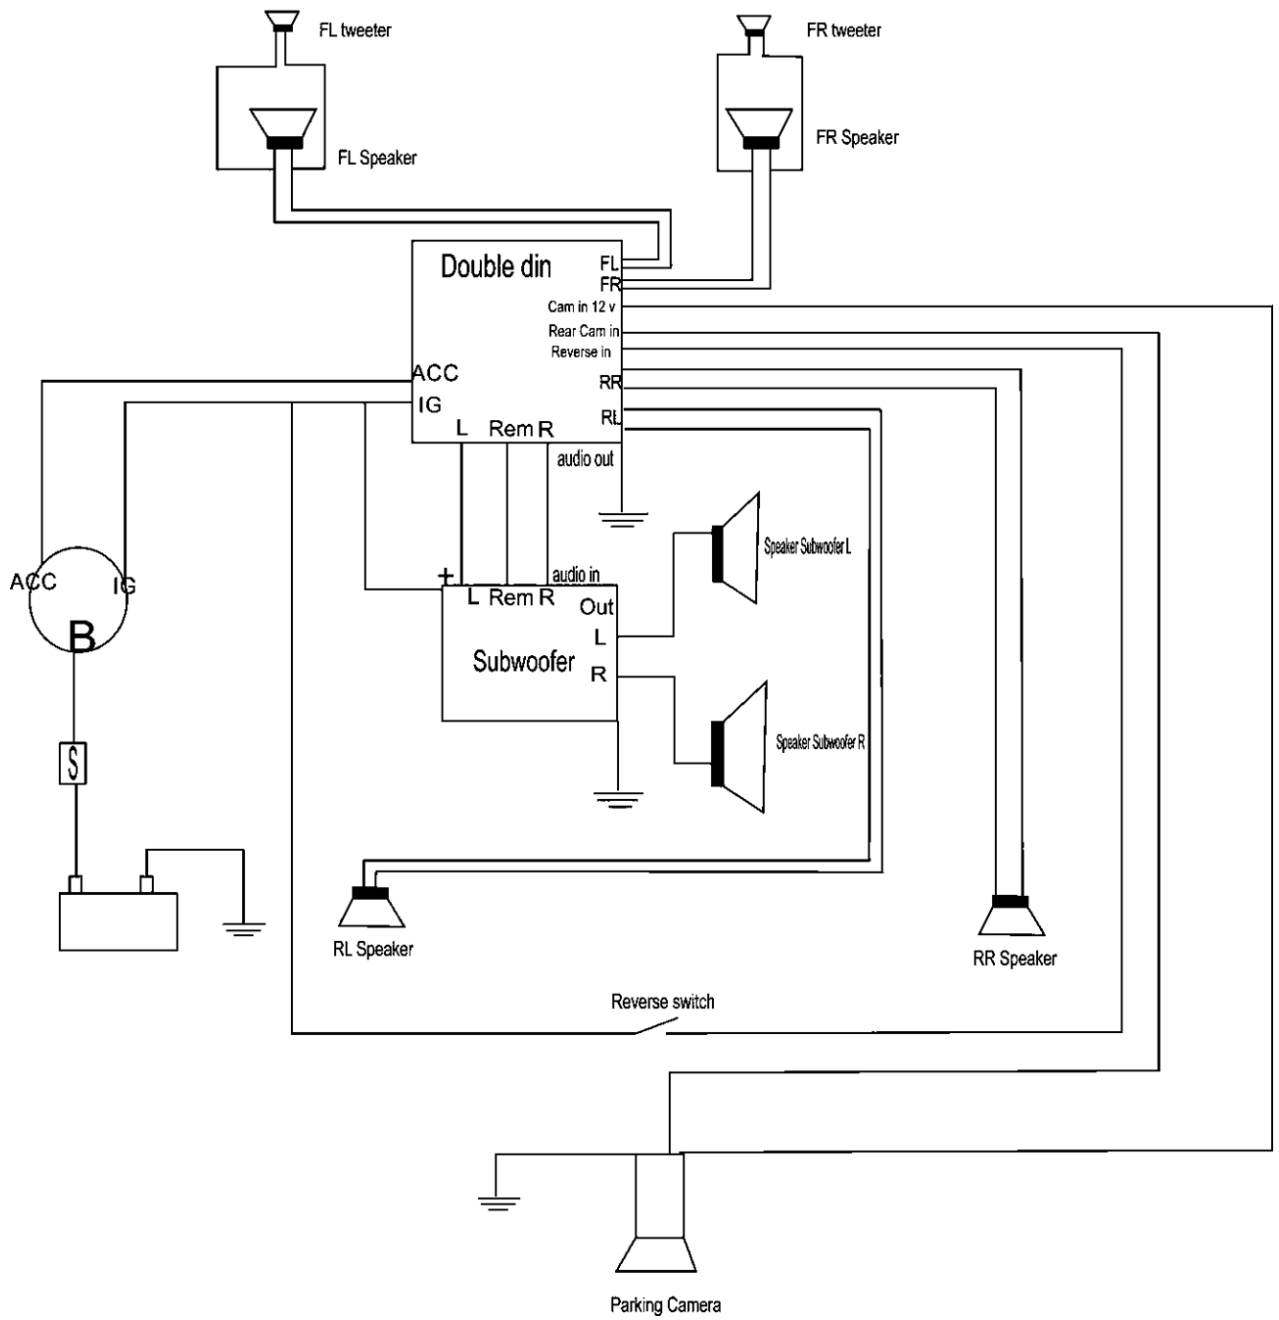 FL tweeter
FR tweeter
FL Speaker
FR Speaker
Double din
FL
FR
Cam in 12 v
Rear Cam in
Reverse in
ACC
IG
RR
RL
L Rem R
audio out
ACC
IG
B
+
audio in
L Rem R
Out
L
R
Subwoofer
Speaker Subwoofer L
Speaker Subwoofer R
S
RL Speaker
RR Speaker
Reverse switch
Parking Camera